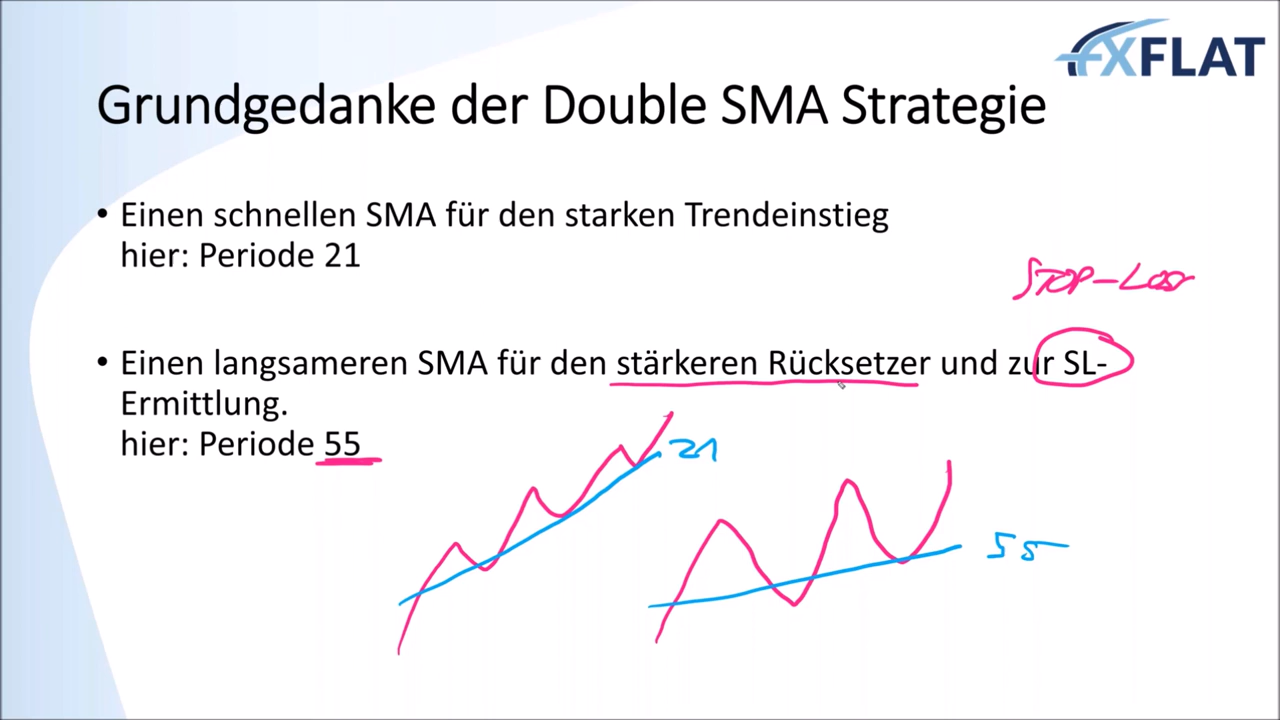 FXFLAT
Grundgedanke der Double SMA Strategie
• Einen schnellen SMA für den starken Trendeinstieg
hier: Periode 21
STOP-Loss
• Einen langsameren SMA für den stärkeren Rücksetzer und zur SL-
Ermittlung.
hier: Periode 55
21
55